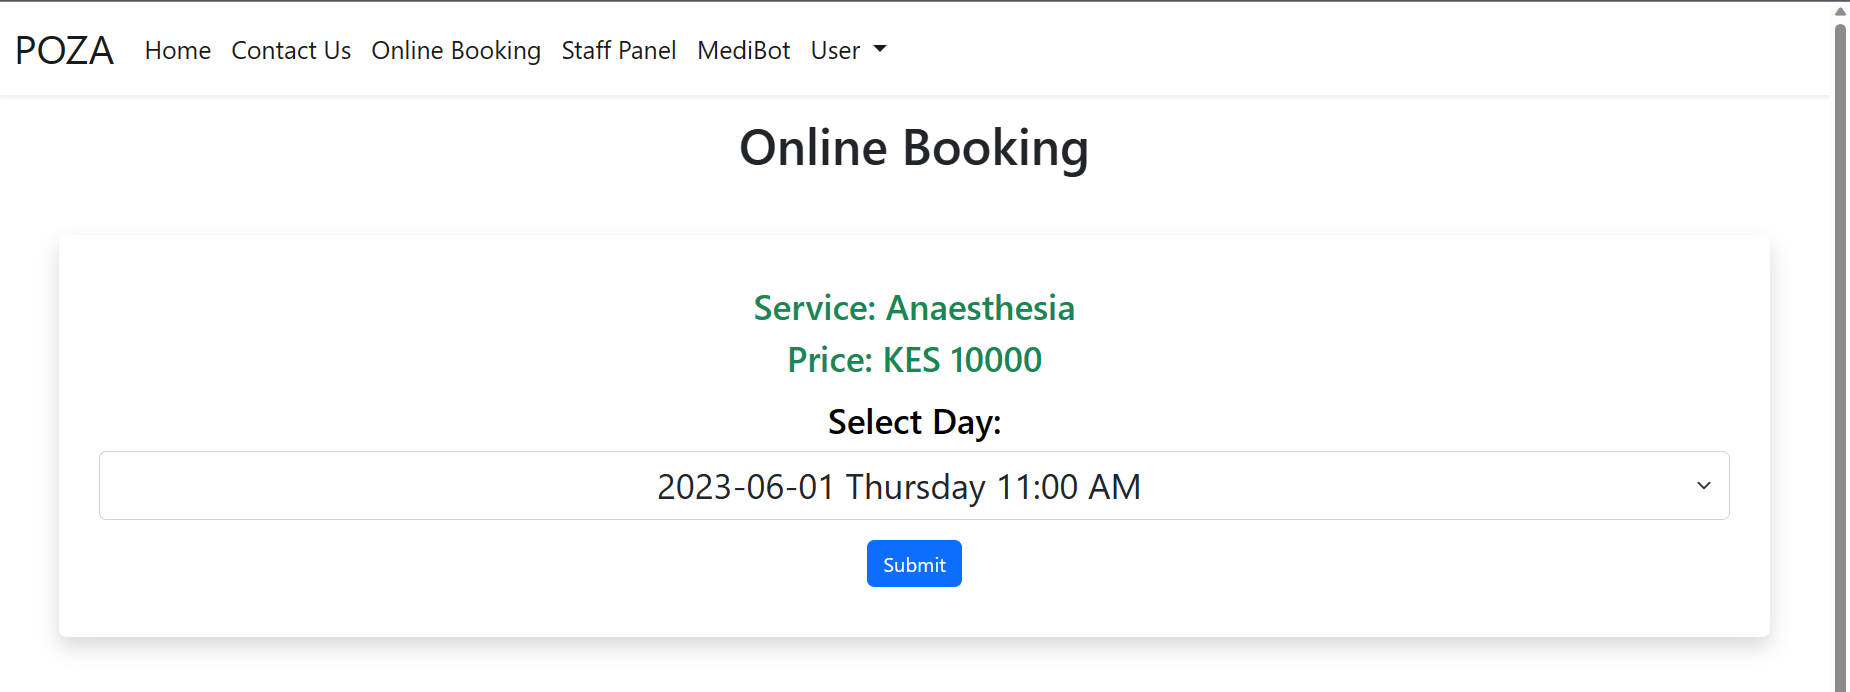 POZA Home Contact Us Online Booking Staff Panel MediBot User
Online Booking
Service: Anaesthesia
Price: KES 10000
Select Day:
2023-06-01 Thursday 11:00 AM
Submit